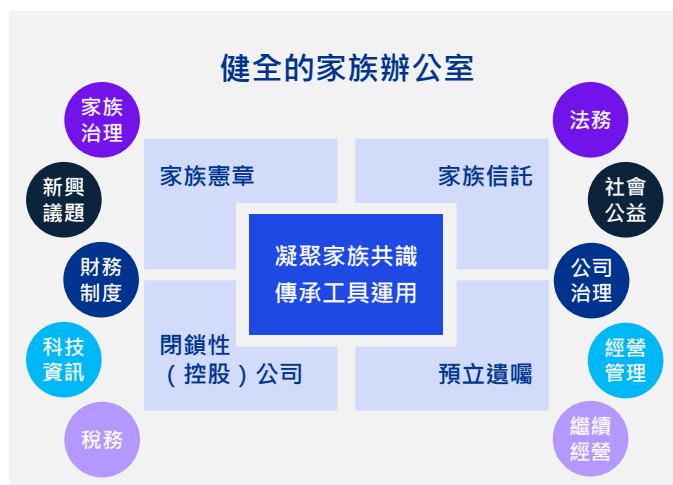 健全的家族辦公室
家族
治理
新興
議題
財務
制度
科技
資訊
稅務
家族憲章
家族信託
凝聚家族共識
傳承工具運用
閉鎖性
（控股）公司
預立遺囑
法務
社會
公益
公司
治理
經營
管理
繼續
經營